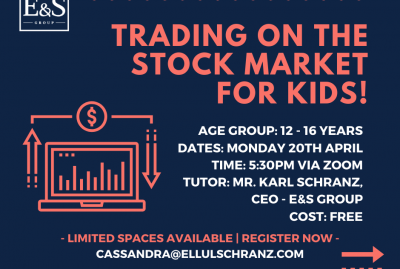 E&S
GROUP
TRADING ON THE
STOCK MARKET
FOR KIDS!
$
AGE GROUP: 12 - 16 YEARS
DATES: MONDAY 20TH APRIL
TIME: 5:30PM VIA ZOOM
TUTOR: MR. KARL SCHRANZ,
CEO - E&S GROUP
COST: FREE
- LIMITED SPACES AVAILABLE | REGISTER NOW -
CASSANDRA@ELLULSCHRANZ.COM